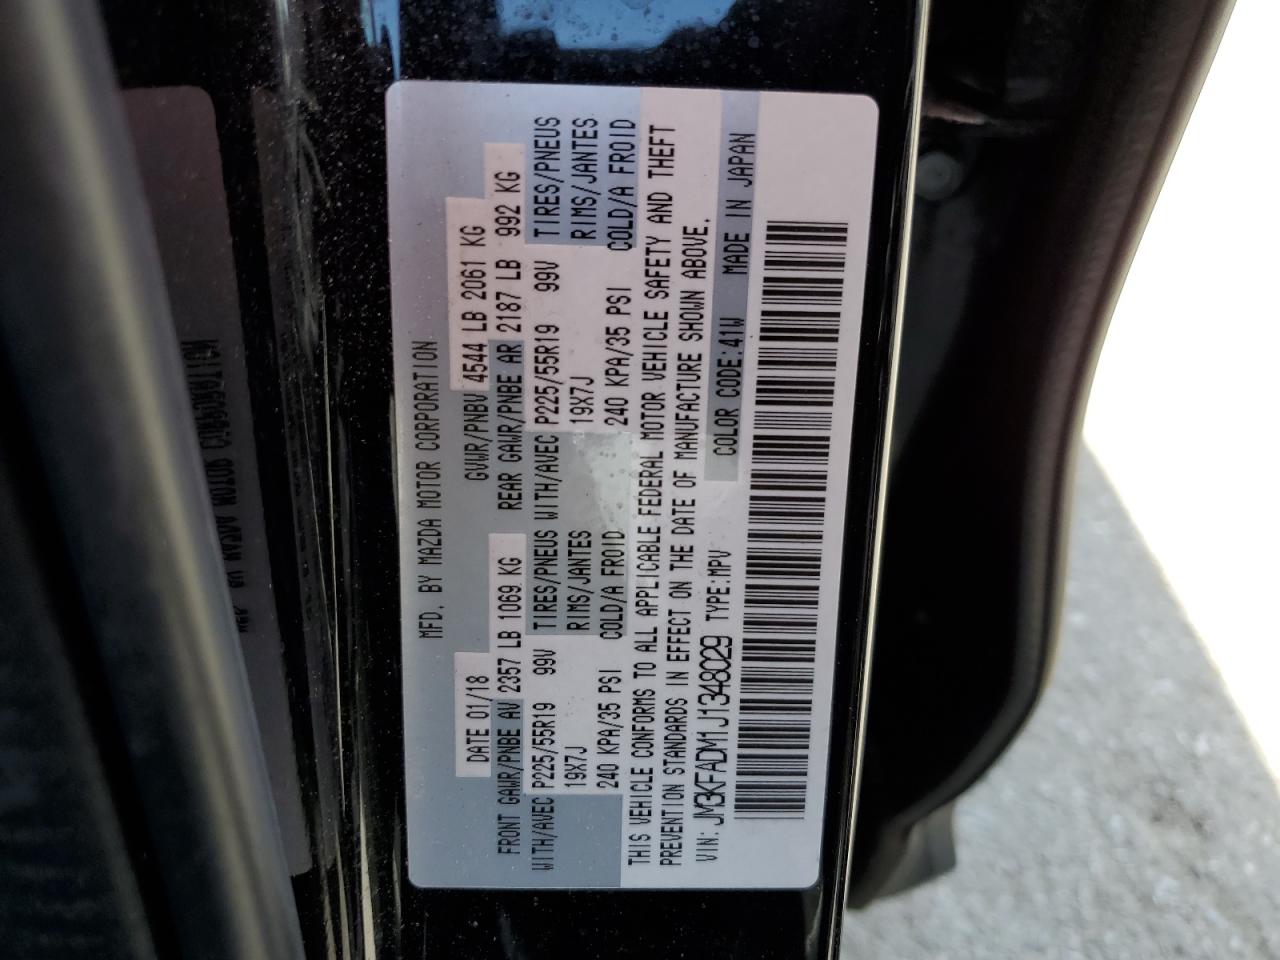 MFD. BY MAZDA MOTOR CORPORATION
DATE 01/18 GVWR/PNBV 4544 LB 2061 KG
FRONT GAWR/PNBE AV 2357 LB 1069 KG REAR GAWR/PNBE AR 2187 LB 992 KG
WITH/AVEC P225/55R19 99V TIRES/PNEUS WITH/AVEC P225/55R19 99V TIRES/PNEUS
19X7J RIMS/JANTES 19X7J RIMS/JANTES
240 KPA/35 PSI COLD/A FROID 240 KPA/35 PSI COLD/A FROID
THIS VEHICLE CONFORMS TO ALL APPLICABLE FEDERAL MOTOR VEHICLE SAFETY AND THEFT
PREVENTION STANDARDS IN EFFECT ON THE DATE OF MANUFACTURE SHOWN ABOVE.
VIN: JM3KFADM1J1348029 TYPE:MPV COLOR CODE:41W MADE IN JAPAN